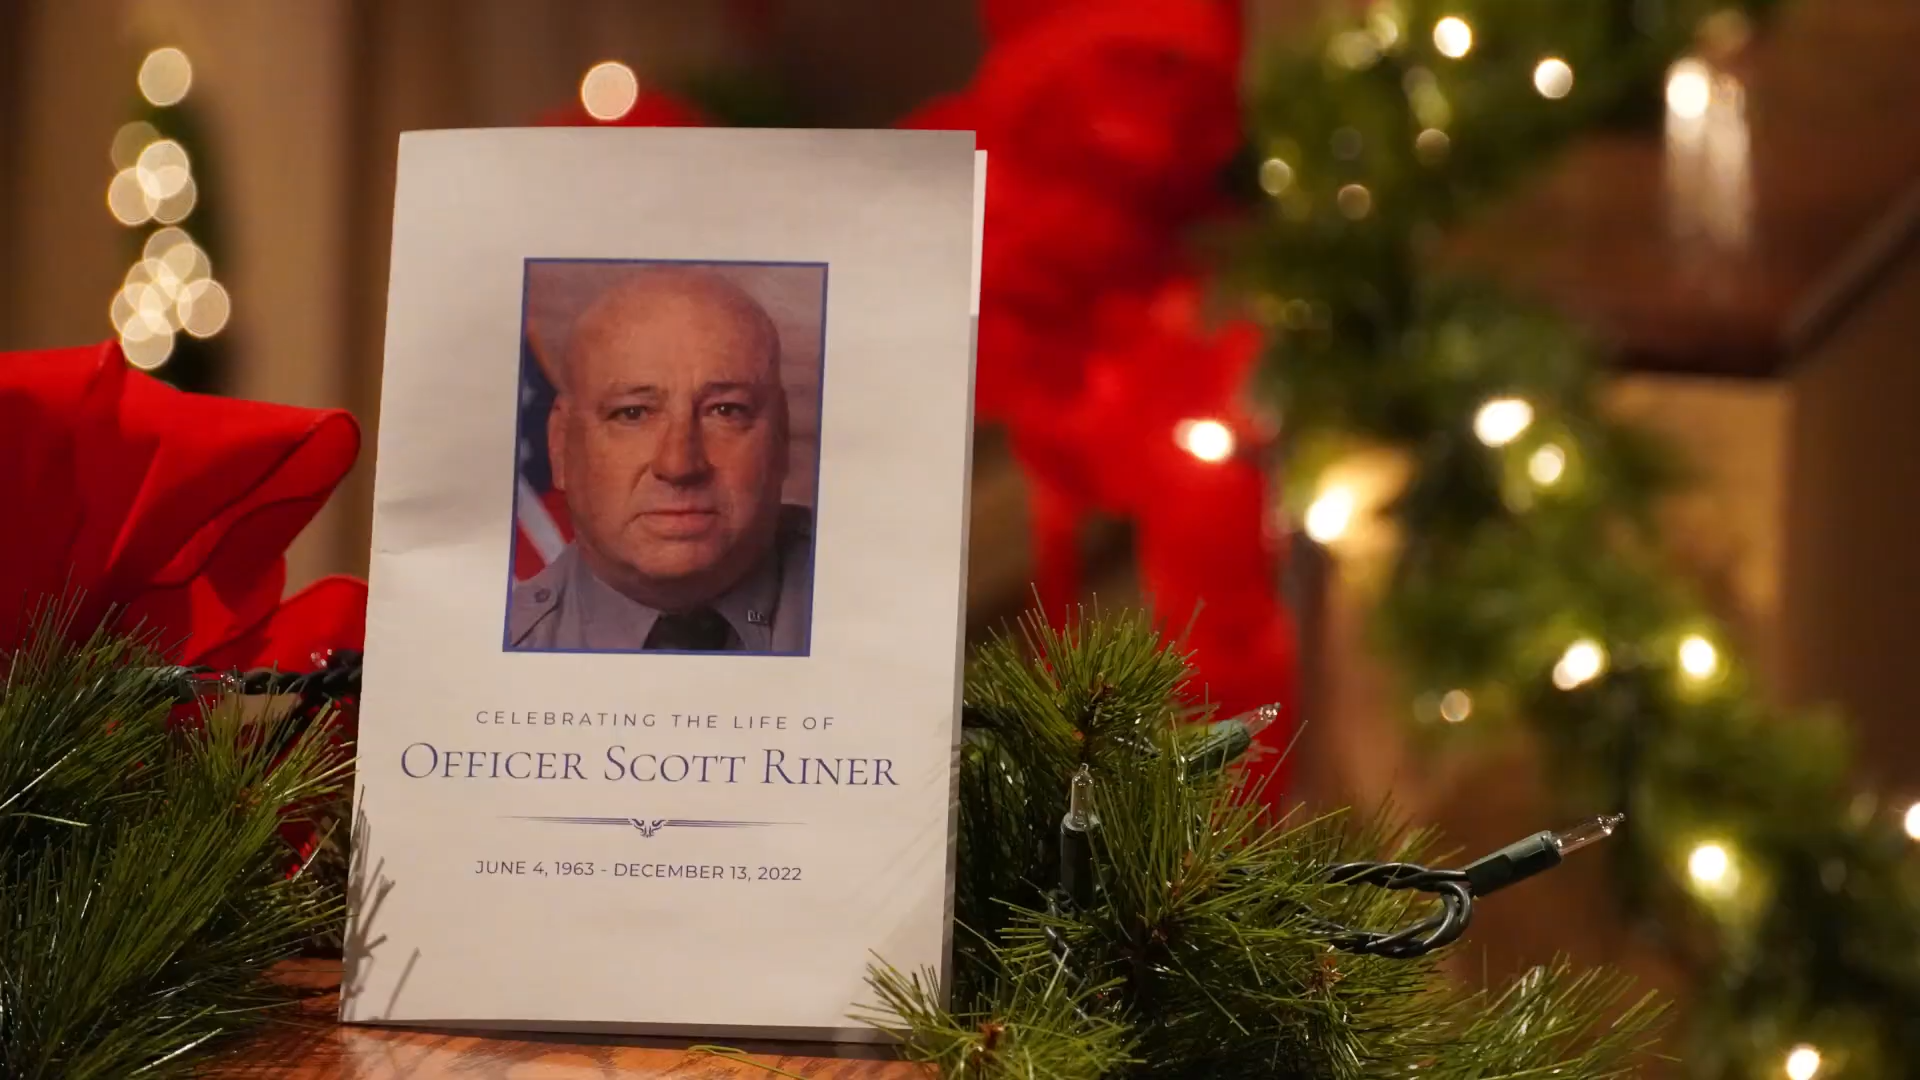 CELEBRATING THE LIFE OF
OFFICER SCOTT RINER
JUNE 4, 1963 - DECEMBER 13, 2022